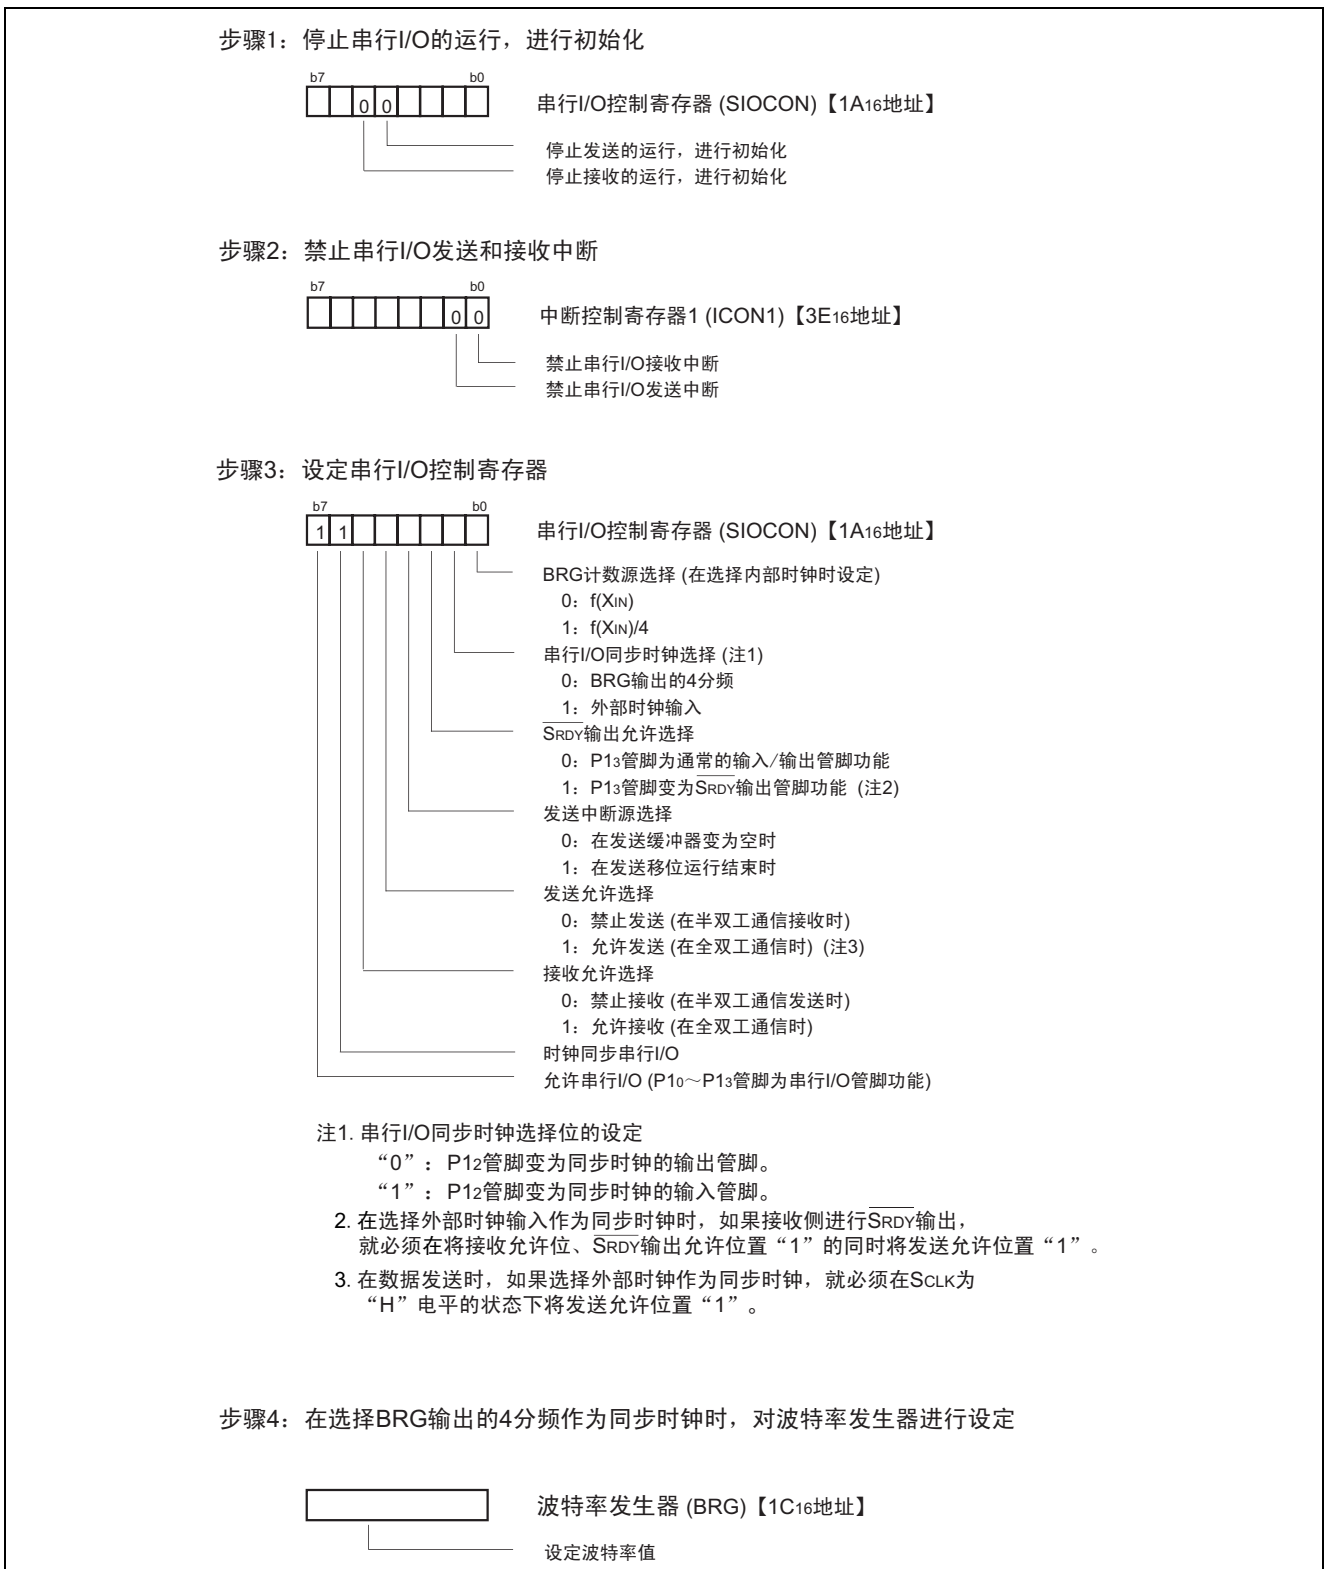 步骤1：停止串行I/O的运行，进行初始化
b7 b0
0 0
串行I/O控制寄存器 (SIOCON)【1A16地址】
停止发送的运行，进行初始化
停止接收的运行，进行初始化
步骤2：禁止串行I/O发送和接收中断
b7 b0
0 0
中断控制寄存器1 (ICON1)【3E16地址】
禁止串行I/O接收中断
禁止串行I/O发送中断
步骤3：设定串行I/O控制寄存器
b7 b0
1 1
串行I/O控制寄存器 (SIOCON)【1A16地址】
BRG计数源选择 (在选择内部时钟时设定)
0：f(XIN)
1：f(XIN)/4
串行I/O同步时钟选择 (注1)
0：BRG输出的4分频
1：外部时钟输入
SRDY输出允许选择
0：P13管脚为通常的输入/输出管脚功能
1：P13管脚变为SRDY输出管脚功能 (注2)
发送中断源选择
0：在发送缓冲器变为空时
1：在发送移位运行结束时
发送允许选择
0：禁止发送 (在半双工通信接收时)
1：允许发送 (在全双工通信时) (注3)
接收允许选择
0：禁止接收 (在半双工通信发送时)
1：允许接收 (在全双工通信时)
时钟同步串行I/O
允许串行I/O (P10～P13管脚为串行I/O管脚功能)
注1. 串行I/O同步时钟选择位的设定
“0”：P12管脚变为同步时钟的输出管脚。
“1”：P12管脚变为同步时钟的输入管脚。
2. 在选择外部时钟输入作为同步时钟时，如果接收侧进行SRDY输出，
就必须在将接收允许位、SRDY输出允许位置“1”的同时将发送允许位置“1”。
3. 在数据发送时，如果选择外部时钟作为同步时钟，就必须在SCLK为
“H”电平的状态下将发送允许位置“1”。
步骤4：在选择BRG输出的4分频作为同步时钟时，对波特率发生器进行设定
波特率发生器 (BRG)【1C16地址】
设定波特率值